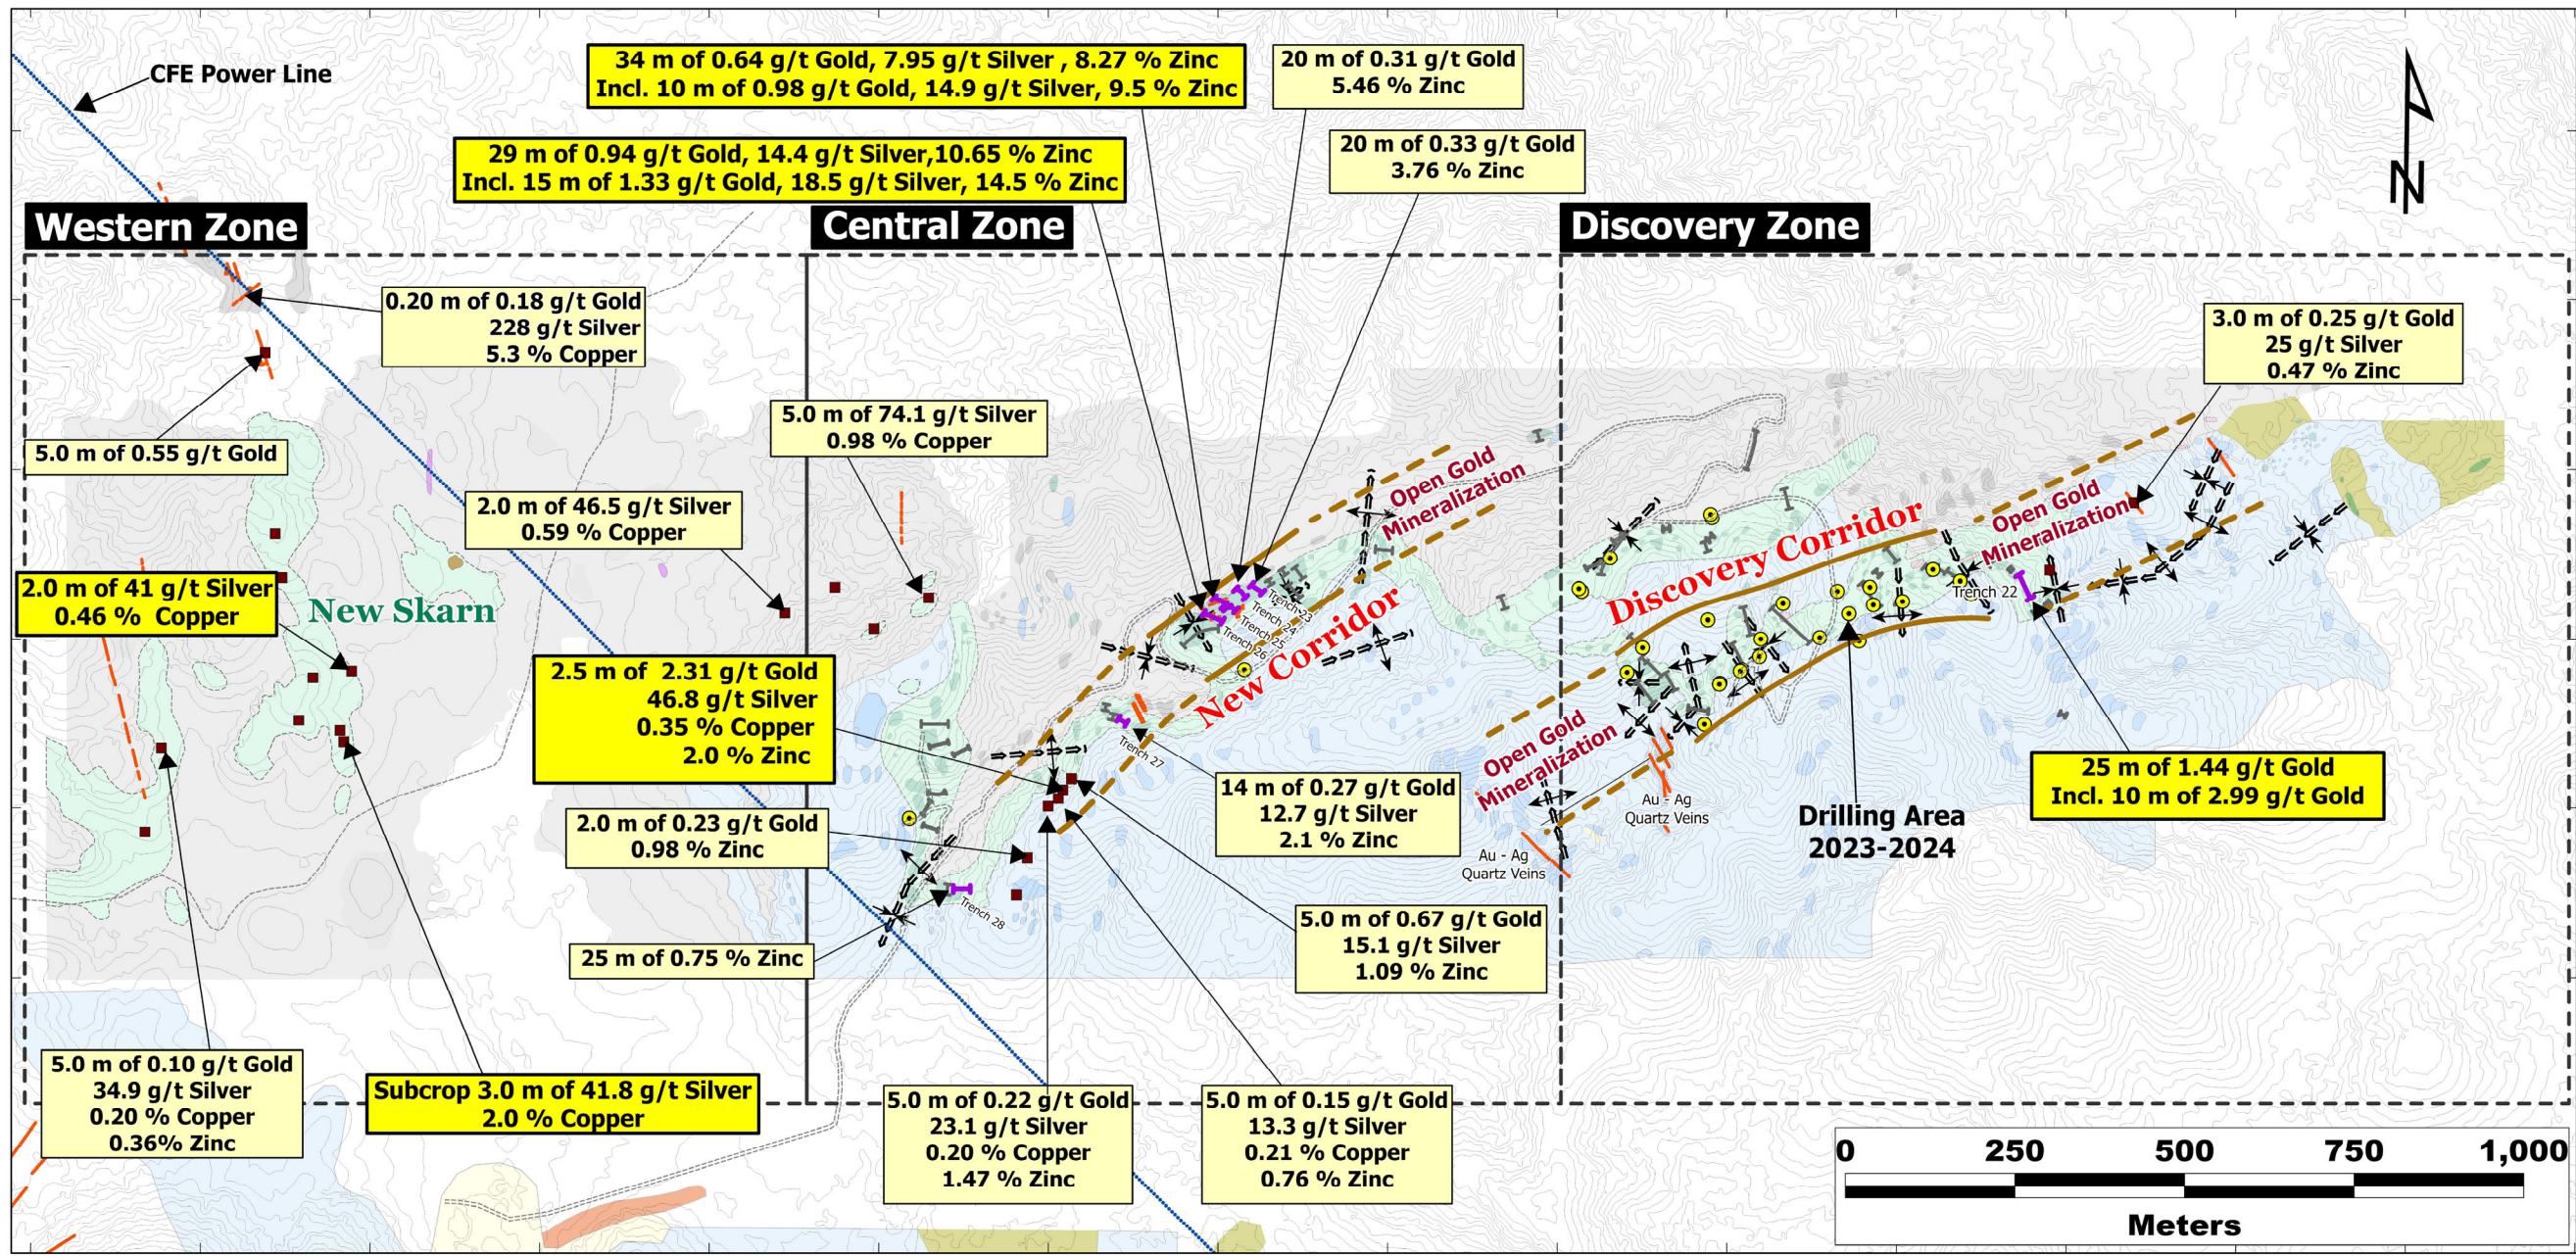 CFE Power Line
34 m of 0.64 g/t Gold, 7.95 g/t Silver , 8.27 % Zinc
Incl. 10 m of 0.98 g/t Gold, 14.9 g/t Silver, 9.5 % Zinc
20 m of 0.31 g/t Gold
5.46 % Zinc
29 m of 0.94 g/t Gold, 14.4 g/t Silver,10.65 % Zinc
Incl. 15 m of 1.33 g/t Gold, 18.5 g/t Silver, 14.5 % Zinc
20 m of 0.33 g/t Gold
3.76 % Zinc
N
Western Zone
Central Zone
Discovery Zone
0.20 m of 0.18 g/t Gold
228 g/t Silver
5.3 % Copper
3.0 m of 0.25 g/t Gold
25 g/t Silver
0.47 % Zinc
5.0 m of 0.55 g/t Gold
5.0 m of 74.1 g/t Silver
0.98 % Copper
2.0 m of 46.5 g/t Silver
0.59 % Copper
Open Gold
Mineralization
Discovery Corridor
Open Gold
Mineralization
2.0 m of 41 g/t Silver
0.46 % Copper
New Skarn
Trench 23
Trench 24
Trench 25
Trench 26
Trench 22
New Corridor
2.5 m of 2.31 g/t Gold
46.8 g/t Silver
0.35 % Copper
2.0 % Zinc
Trench 27
Open Gold
Mineralization
14 m of 0.27 g/t Gold
12.7 g/t Silver
2.1 % Zinc
Au - Ag
Quartz Veins
Drilling Area
2023-2024
25 m of 1.44 g/t Gold
Incl. 10 m of 2.99 g/t Gold
2.0 m of 0.23 g/t Gold
0.98 % Zinc
Au - Ag
Quartz Veins
Trench 28
25 m of 0.75 % Zinc
5.0 m of 0.67 g/t Gold
15.1 g/t Silver
1.09 % Zinc
5.0 m of 0.10 g/t Gold
34.9 g/t Silver
0.20 % Copper
0.36% Zinc
Subcrop 3.0 m of 41.8 g/t Silver
2.0 % Copper
5.0 m of 0.22 g/t Gold
23.1 g/t Silver
0.20 % Copper
1.47 % Zinc
5.0 m of 0.15 g/t Gold
13.3 g/t Silver
0.21 % Copper
0.76 % Zinc
0 250 500 750 1,000
Meters